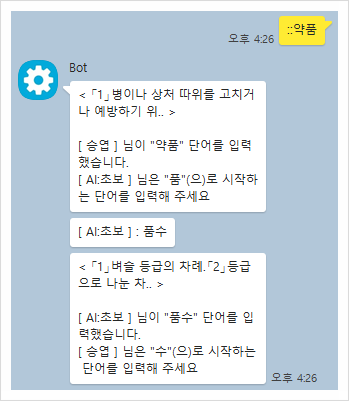 ::약품
오후 4:26
Bot
< 「1」병이나 상처 따위를 고치거
나 예방하기 위.. >
[ 승엽 ] 님이 "약품" 단어를 입력
했습니다.
[ AI:초보 ] 님은 "품"(으)로 시작하
는 단어를 입력해 주세요
[ AI:초보 ] : 품수
< 「1」벼슬 등급의 차례.「2」등급
으로 나눈 차.. >
[ AI:초보 ] 님이 "품수" 단어를 입
력했습니다.
[ 승엽 ] 님은 "수"(으)로 시작하는
단어를 입력해 주세요
오후 4:26